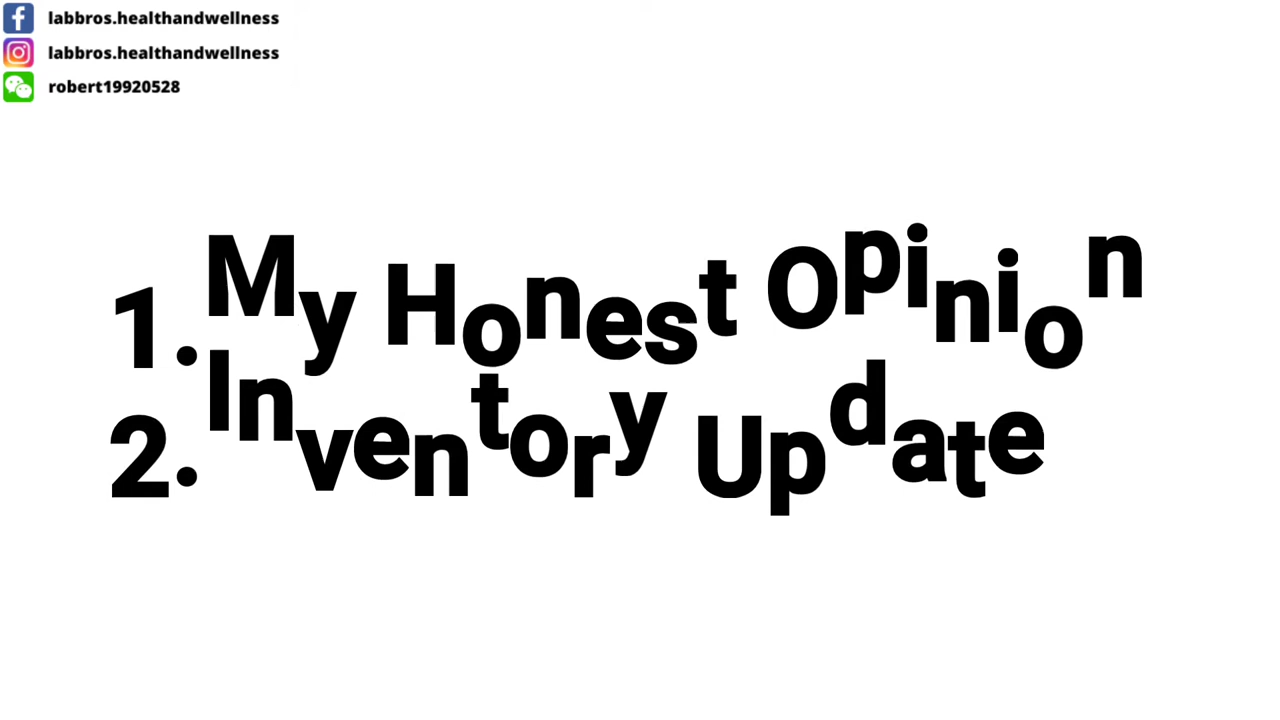 labbros.healthandwellness
labbros.healthandwellness
robert19920528
1. My Honest Opinion
2. Inventory Update